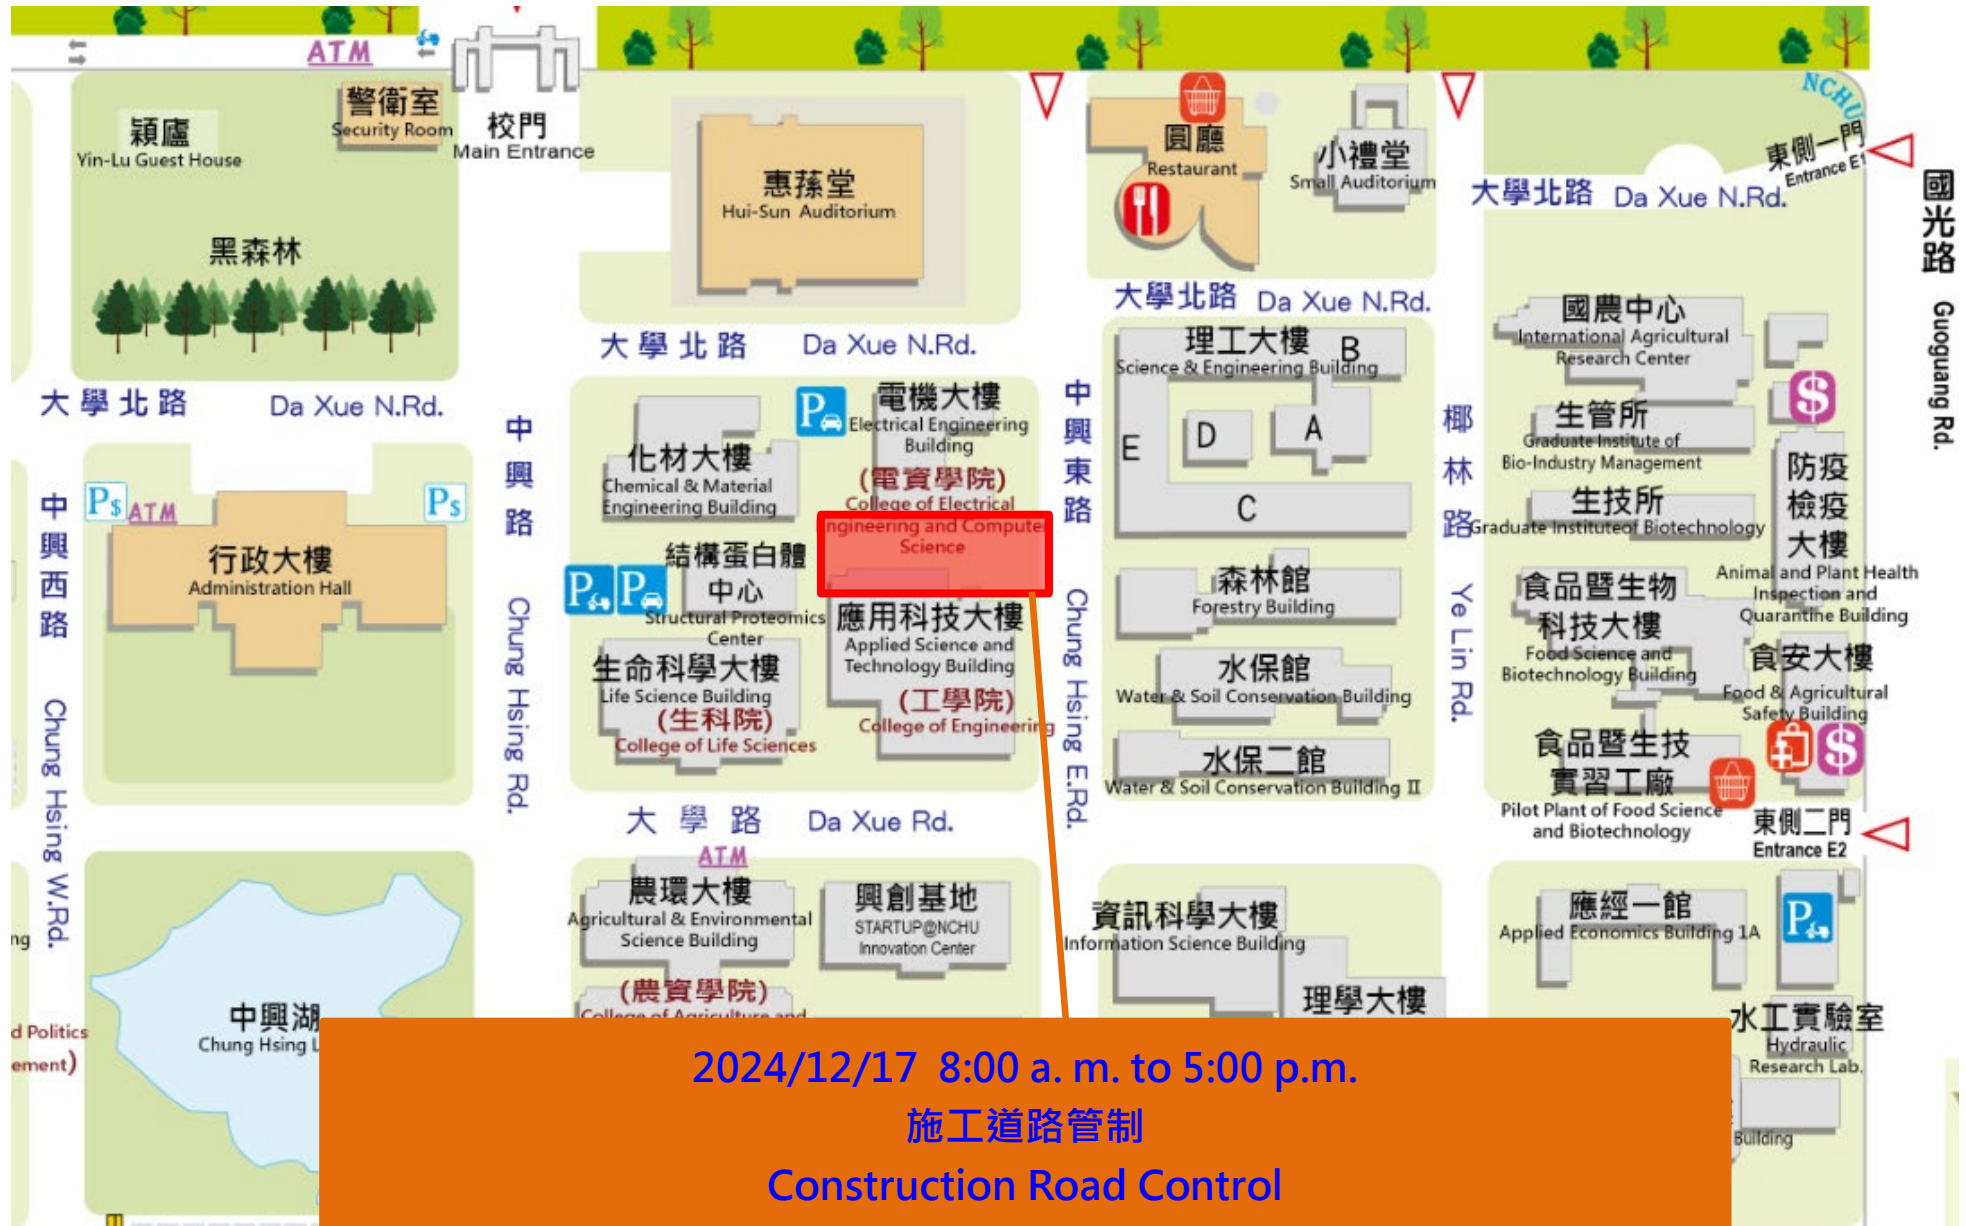 ATM
警衛室
Security Room
校門
Main Entrance
穎廬
Yin-Lu Guest House
黑森林
惠蓀堂
Hui-Sun Auditorium
圓廳
Restaurant
小禮堂
Small Auditorium
NCHU
東側一門
Entrance E1
大學北路 Da Xue N.Rd.
國光路 Guoguang Rd.
大學北路 Da Xue N.Rd.
大學北路 Da Xue N.Rd.
大學北路 Da Xue N.Rd.
中興西路 Chung Hsing W.Rd.
中興路 Chung Hsing Rd.
中興東路 Chung Hsing E.Rd.
椰林路 Ye Lin Rd.
P$
ATM
P$
行政大樓
Administration Hall
化材大樓
Chemical & Material
Engineering Building
P
電機大樓
Electrical Engineering
Building
(電資學院)
College of Electrical
ngineering and Computer
Science
P
P
結構蛋白體
中心
Structural Proteomics
Center
應用科技大樓
Applied Science and
Technology Building
(工學院)
College of Engineering
生命科學大樓
Life Science Building
(生科院)
College of Life Sciences
理工大樓
Science & Engineering Building
B
E
D
A
C
森林館
Forestry Building
水保館
Water & Soil Conservation Building
水保二館
Water & Soil Conservation Building II
國農中心
International Agricultural
Research Center
$
生管所
Graduate Institute of
Bio-Industry Management
生技所
Graduate Instituteof Biotechnology
防疫
檢疫
大樓
Animal and Plant Health
Inspection and
Quarantine Building
食品暨生物
科技大樓
Food Science and
Biotechnology Building
食安大樓
Food & Agricultural
Safety Building
$
食品暨生技
實習工廠
Pilot Plant of Food Science
and Biotechnology
東側二門
Entrance E2
大學路 Da Xue Rd.
ATM
農環大樓
Agricultural & Environmental
Science Building
(農資學院)
College of Agriculture and
興創基地
STARTUP@NCHU
Innovation Center
資訊科學大樓
Information Science Building
理學大樓
應經一館
Applied Economics Building 1A
P
水工實驗室
Hydraulic
Research Lab.
Building
中興湖
Chung Hsing L
ng
d Politics
ement)
2024/12/17 8:00 a. m. to 5:00 p.m.
施工道路管制
Construction Road Control